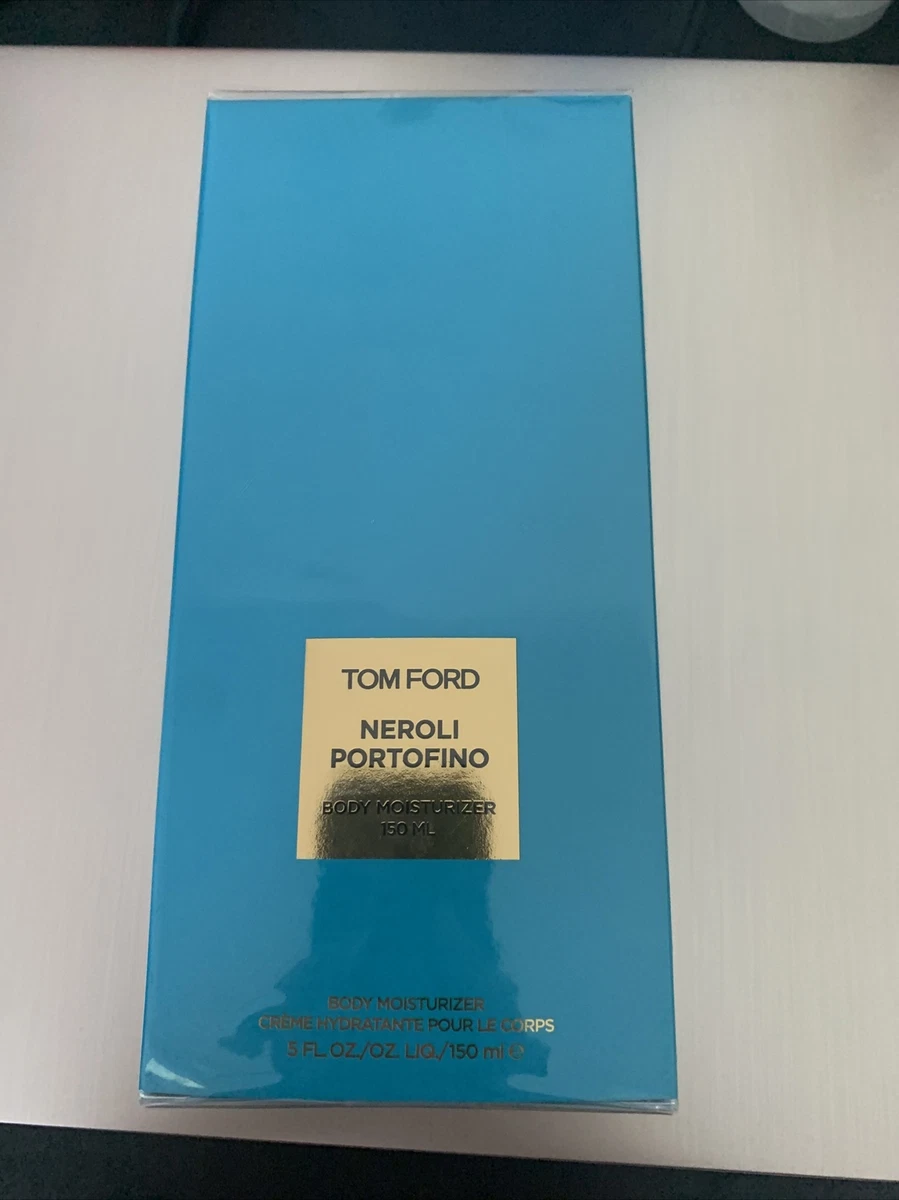 TOM FORD
NEROLI
PORTOFINO
BODY MOISTURIZER
150 ML
BODY MOISTURIZER
CRÈME HYDRATANTE POUR LE CORPS
5 FL. OZ./OZ. LIQ./150 ml ℮